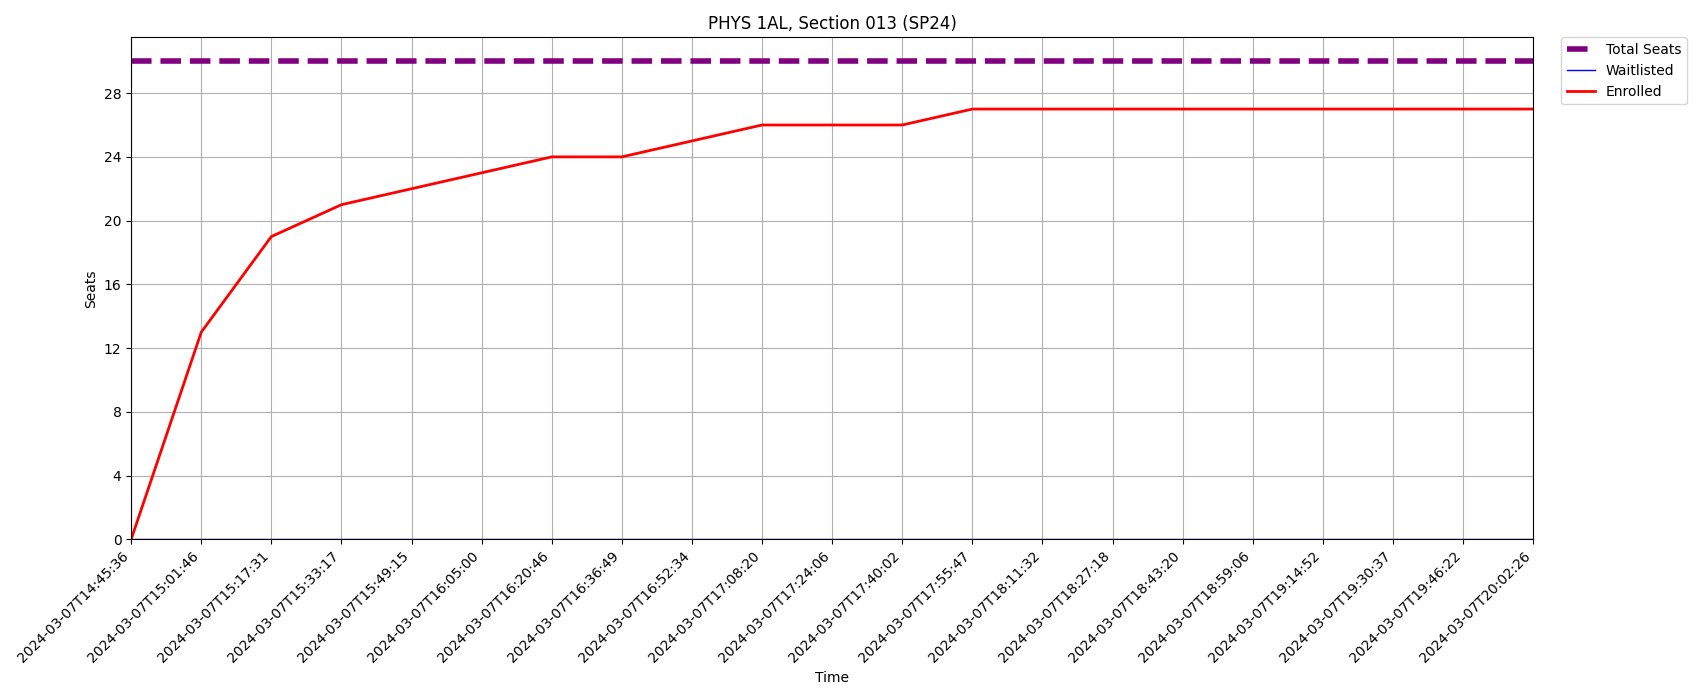 PHYS 1AL, Section 013 (SP24)
Total Seats
Waitlisted
Enrolled
28
24
20
16
12
8
4
0
Seats
2024-03-07T14:45:36
2024-03-07T15:01:46
2024-03-07T15:17:31
2024-03-07T15:33:17
2024-03-07T15:49:15
2024-03-07T16:05:00
2024-03-07T16:20:46
2024-03-07T16:36:49
2024-03-07T16:52:34
2024-03-07T17:08:20
2024-03-07T17:24:06
2024-03-07T17:40:02
2024-03-07T17:55:47
2024-03-07T18:11:32
2024-03-07T18:27:18
2024-03-07T18:43:20
2024-03-07T18:59:06
2024-03-07T19:14:52
2024-03-07T19:30:37
2024-03-07T19:46:22
2024-03-07T20:02:26
Time